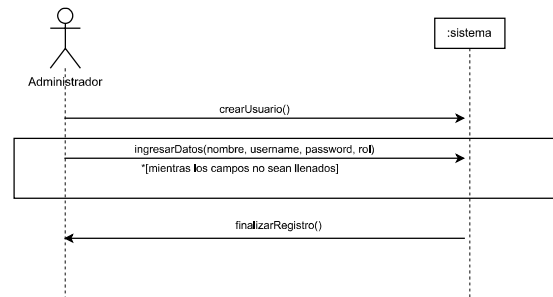 :sistema
Administrador
crearUsuario()
ingresarDatos(nombre, username, password, rol)
*[mientras los campos no sean llenados]
finalizarRegistro()